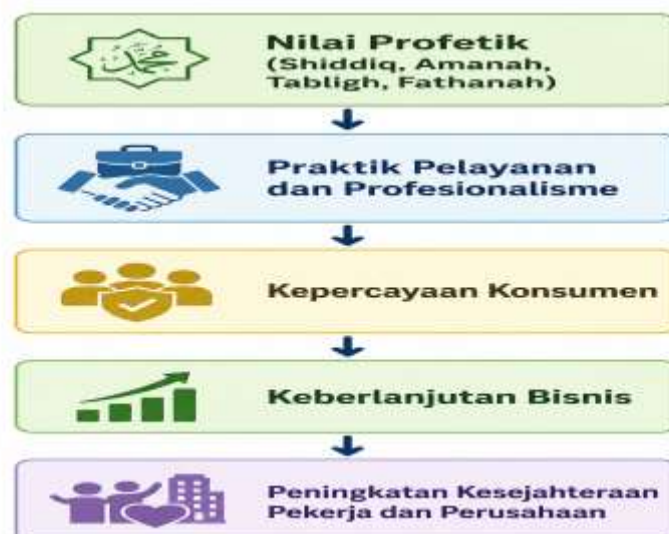 محمد
Nilai Profetik
(Shiddiq, Amanah,
Tabligh, Fathanah)
Praktik Pelayanan
dan Profesionalisme
Kepercayaan Konsumen
Keberlanjutan Bisnis
Peningkatan Kesejahteraan
Pekerja dan Perusahaan